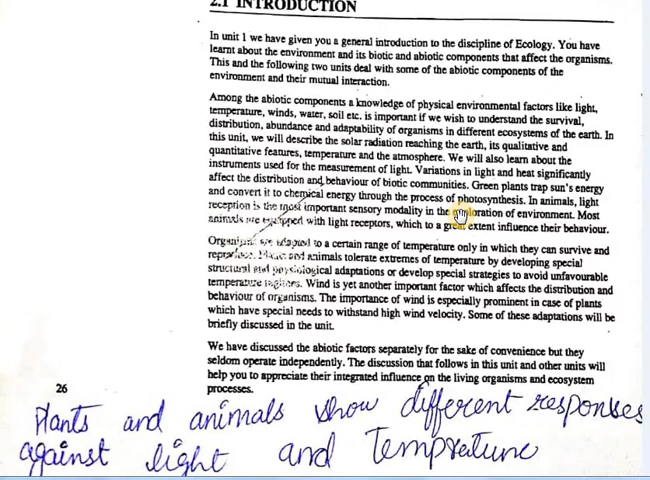 2.1 INTRODUCTION
In unit 1 we have given you a general introduction to the discipline of Ecology. You have
learnt about the environment and its biotic and abiotic components that affect the organisms.
This and the following two units deal with some of the abiotic components of the
environment and their mutual interaction.
Among the abiotic components a knowledge of physical environmental factors like light,
temperature, winds, water, soil etc. is important if we wish to understand the survival,
distribution, abundance and adaptability of organisms in different ecosystems of the earth. In
this unit, we will describe the solar radiation reaching the earth, its qualitative and
quantitative features, temperature and the atmosphere. We will also learn about the
instruments used for the measurement of light. Variations in light and heat significantly
affect the distribution and behaviour of biotic communities. Green plants trap sun's energy
and convert it to chemical energy through the process of photosynthesis. In animals, light
reception is the most important sensory modality in the exploration of environment. Most
animals are equipped with light receptors, which to a great extent influence their behaviour.
Organisms are adapted to a certain range of temperature only in which they can survive and
reproduce. Plants and animals tolerate extremes of temperature by developing special
structural and physiological adaptations or develop special strategies to avoid unfavourable
temperature regimes. Wind is yet another important factor which affects the distribution and
behaviour of organisms. The importance of wind is especially prominent in case of plants
which have special needs to withstand high wind velocity. Some of these adaptations will be
briefly discussed in the unit.
We have discussed the abiotic factors separately for the sake of convenience but they
seldom operate independently. The discussion that follows in this unit and other units will
help you to appreciate their integrated influence on the living organisms and ecosystem
processes.
26
Plants and animals show different responses
against light and Temprature